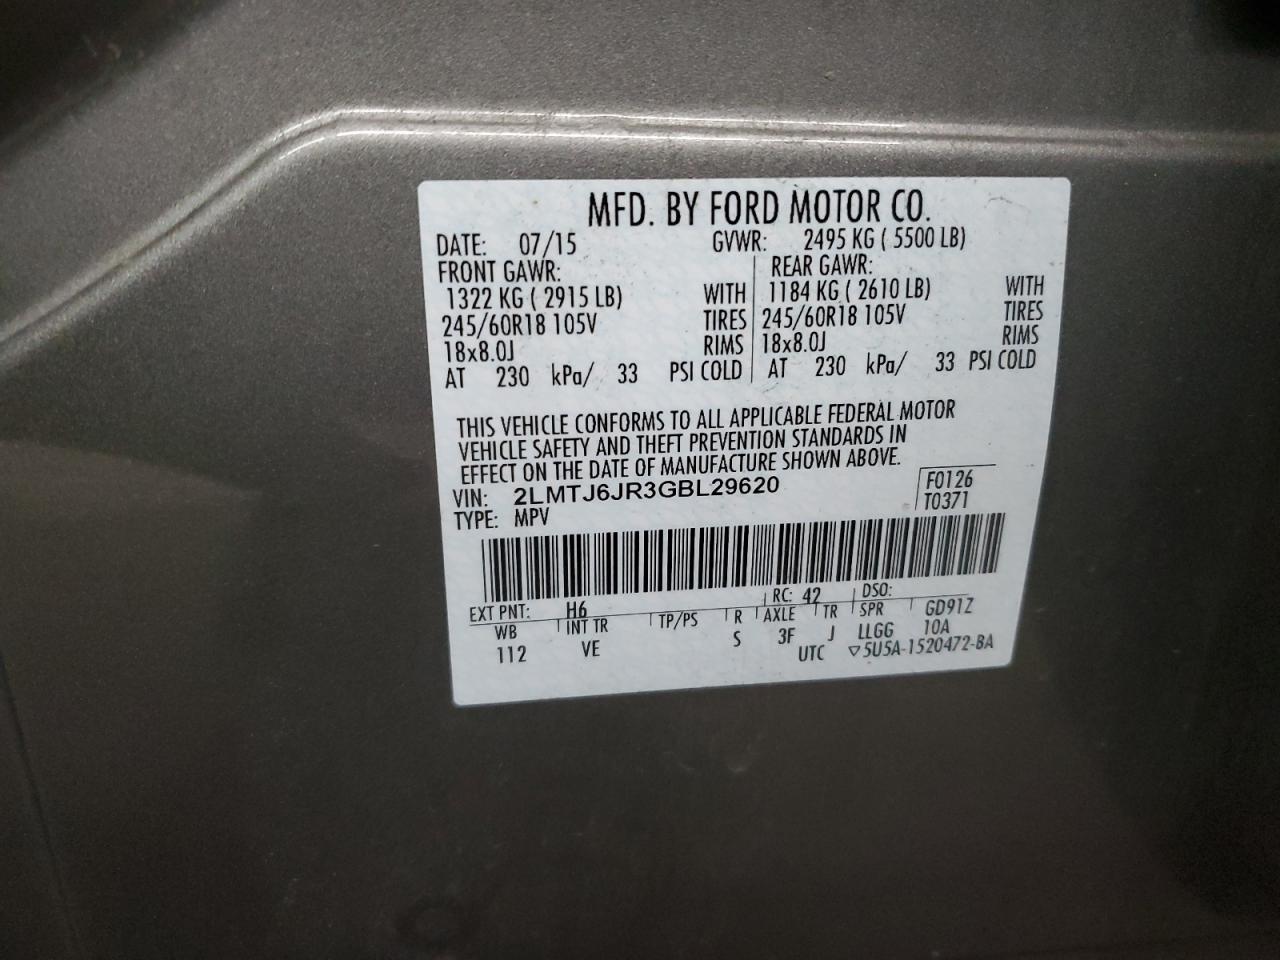 MFD. BY FORD MOTOR CO.
DATE: 07/15 GVWR: 2495 KG ( 5500 LB)
FRONT GAWR: REAR GAWR:
1322 KG ( 2915 LB) WITH 1184 KG ( 2610 LB) WITH
245/60R18 105V TIRES 245/60R18 105V TIRES
18x8.0J RIMS 18x8.0J RIMS
AT 230 kPa/ 33 PSI COLD AT 230 kPa/ 33 PSI COLD
THIS VEHICLE CONFORMS TO ALL APPLICABLE FEDERAL MOTOR
VEHICLE SAFETY AND THEFT PREVENTION STANDARDS IN
EFFECT ON THE DATE OF MANUFACTURE SHOWN ABOVE.
VIN: 2LMTJ6JR3GBL29620 F0126
TYPE: MPV T0371
EXT PNT: H6 RC: 42 DSO:
WB INT TR TP/PS R AXLE TR SPR GD91Z
112 VE S 3F J LLGG 10A
UTC ▽5U5A-1520472-BA